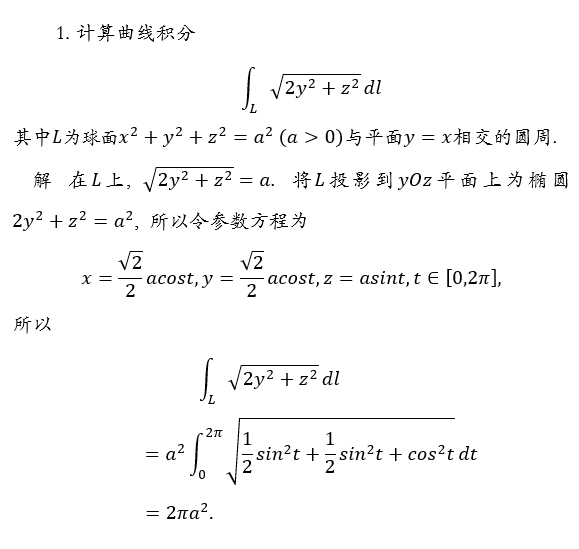 1. 计算曲线积分
∫_L √(2y² + z²) dl
其中L为球面x² + y² + z² = a² (a > 0)与平面y = x相交的圆周.
解 在L上, √(2y² + z²) = a. 将L投影到yOz平面上为椭圆
2y² + z² = a², 所以令参数方程为
x = √2/2 acost, y = √2/2 acost, z = asint, t ∈ [0,2π],
所以
∫_L √(2y² + z²) dl
= a² ∫_0^{2π} √(1/2 sin²t + 1/2 sin²t + cos²t) dt
= 2πa².